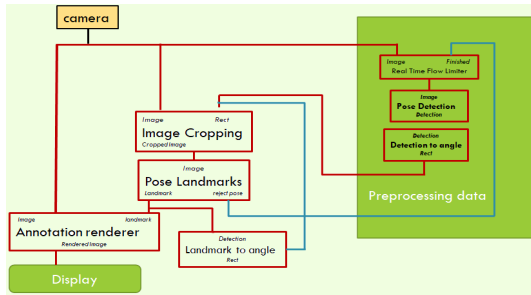 camera
Image Finished
Real Time Flow Limiter
Image
Pose Detection
Detection
Detection
Detection to angle
Rect
Preprocessing data
Image Rect
Image Cropping
Cropped Image
Image
Pose Landmarks
Landmark reject pose
Image landmark
Annotation renderer
Rendered Image
Detection
Landmark to angle
Rect
Display